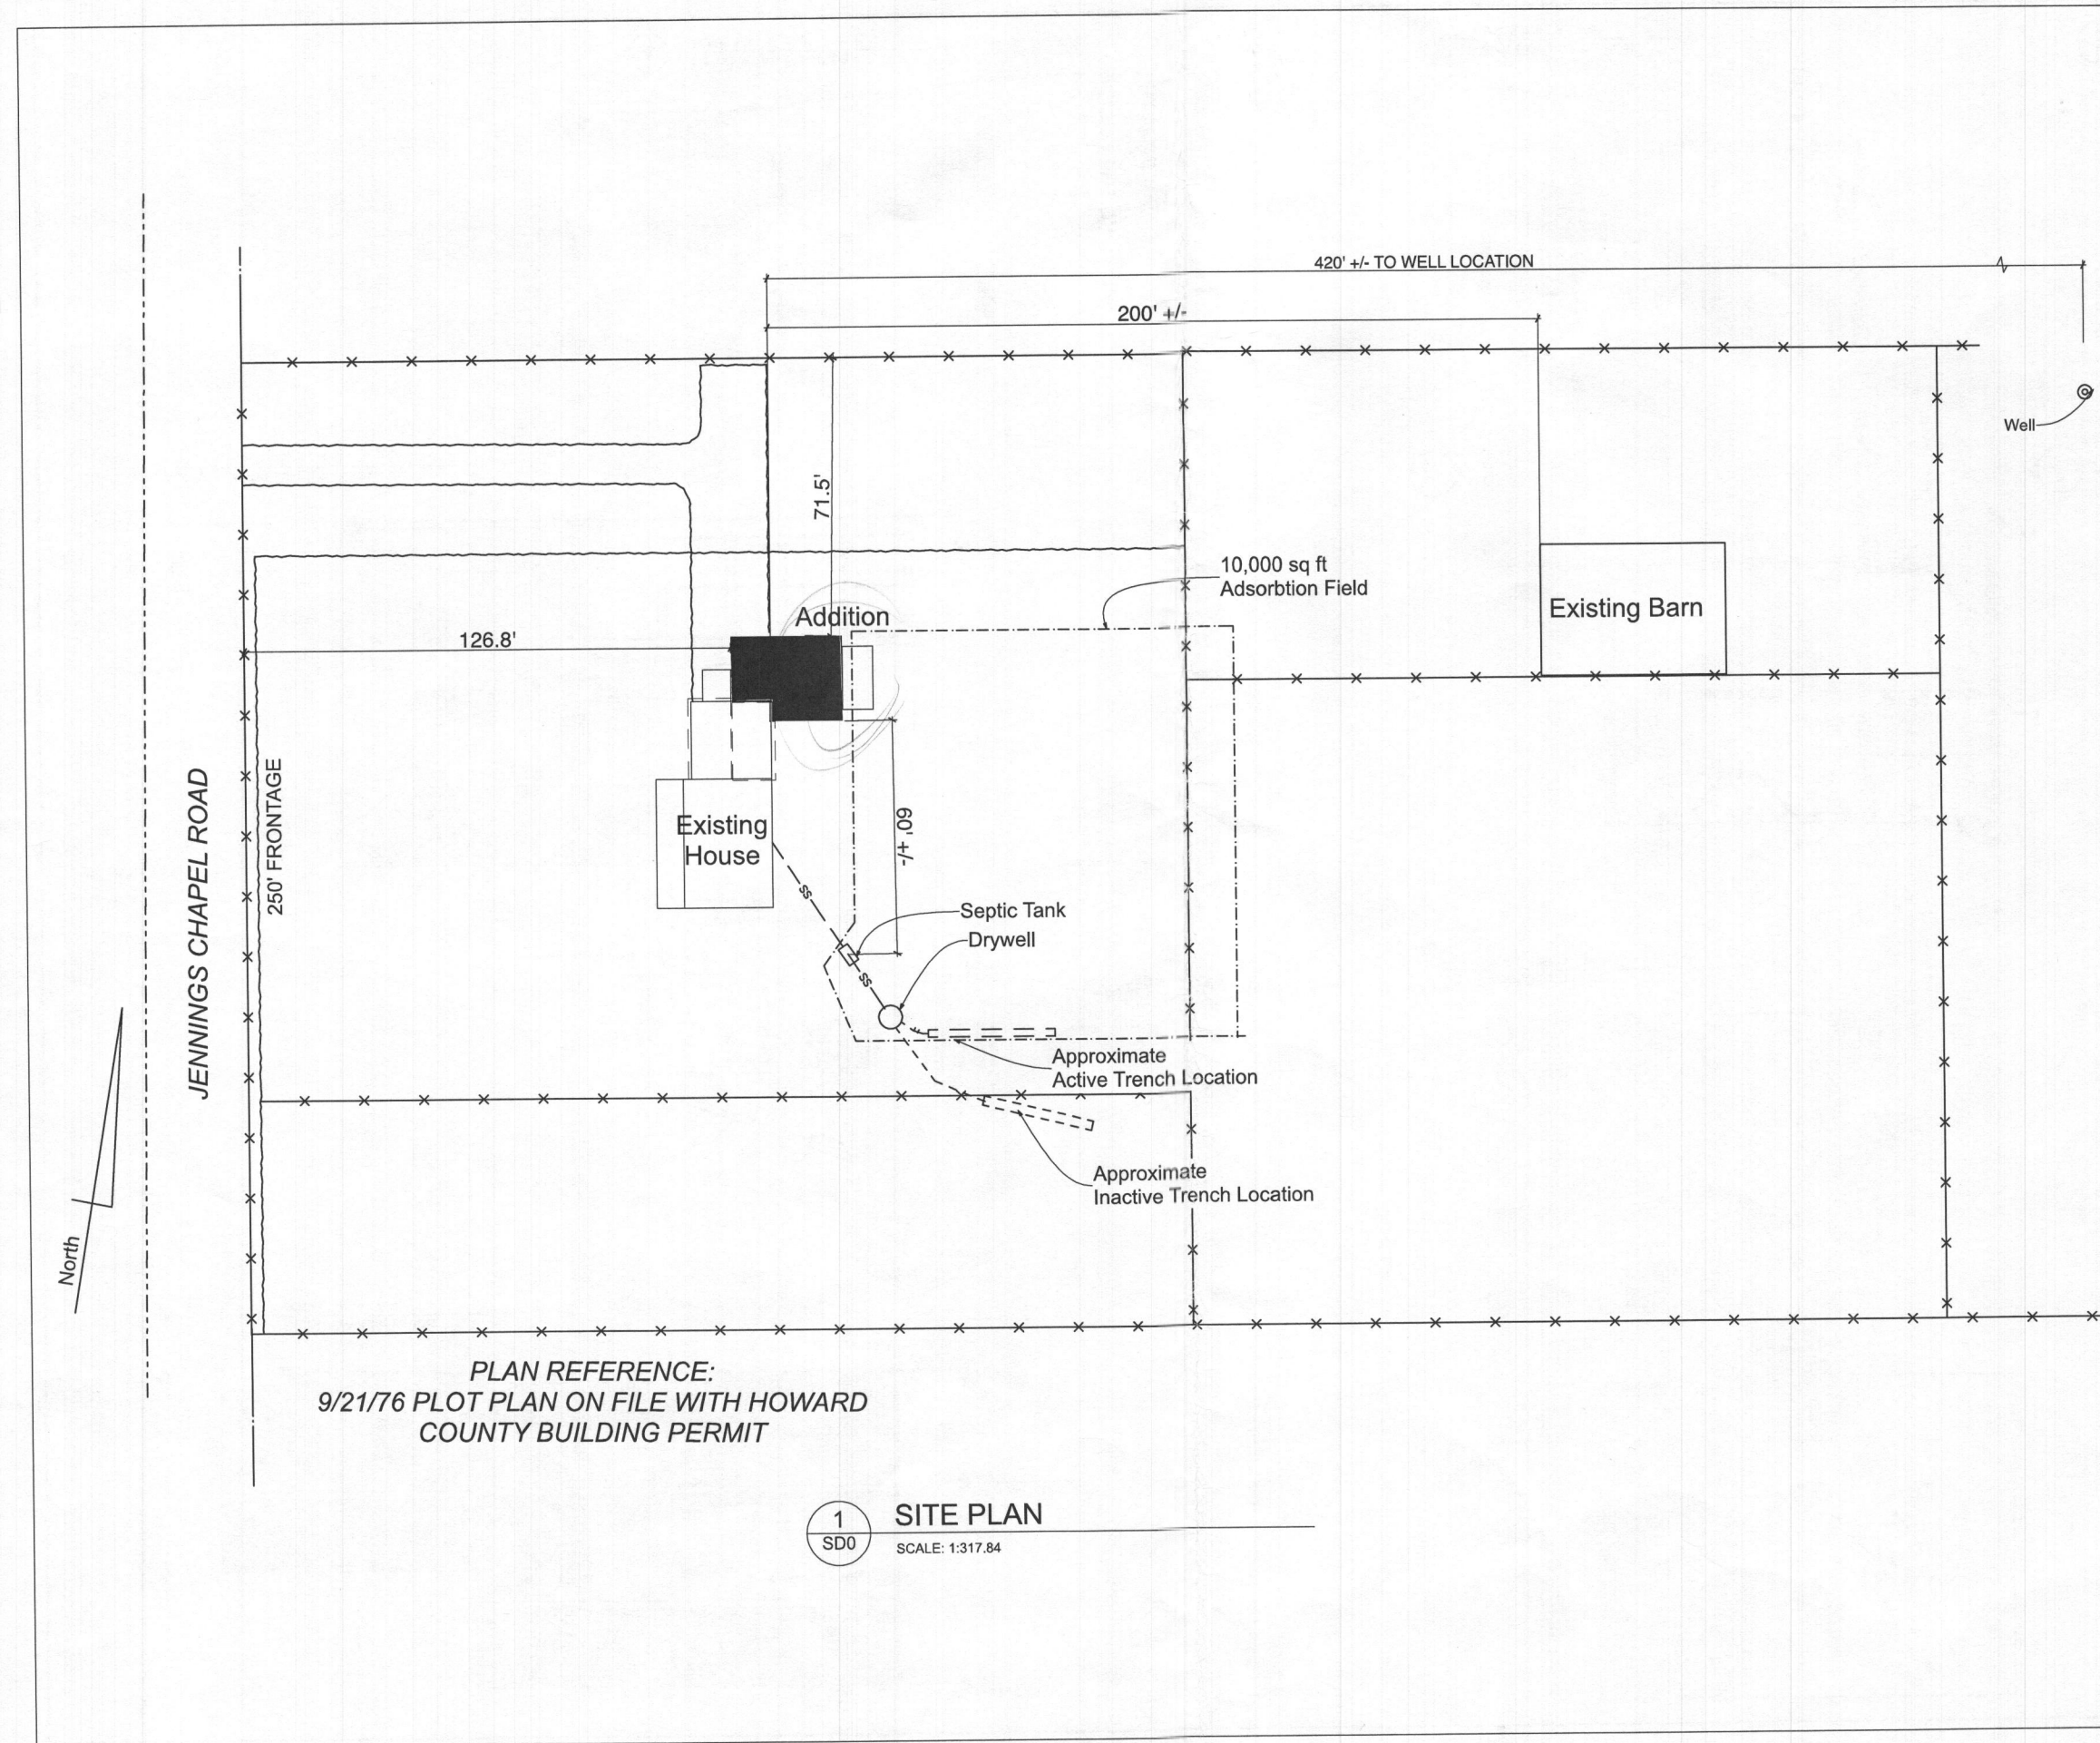 420' +/- TO WELL LOCATION
200' +/-
Well
71.5'
10,000 sq ft
Adsorbtion Field
Existing Barn
Addition
126.8'
JENNINGS CHAPEL ROAD
250' FRONTAGE
60' +/-
Existing
House
SS
Septic Tank
Drywell
SS
Approximate
Active Trench Location
Approximate
Inactive Trench Location
North
PLAN REFERENCE:
9/21/76 PLOT PLAN ON FILE WITH HOWARD
COUNTY BUILDING PERMIT
1
SD0
SITE PLAN
SCALE: 1:317.84